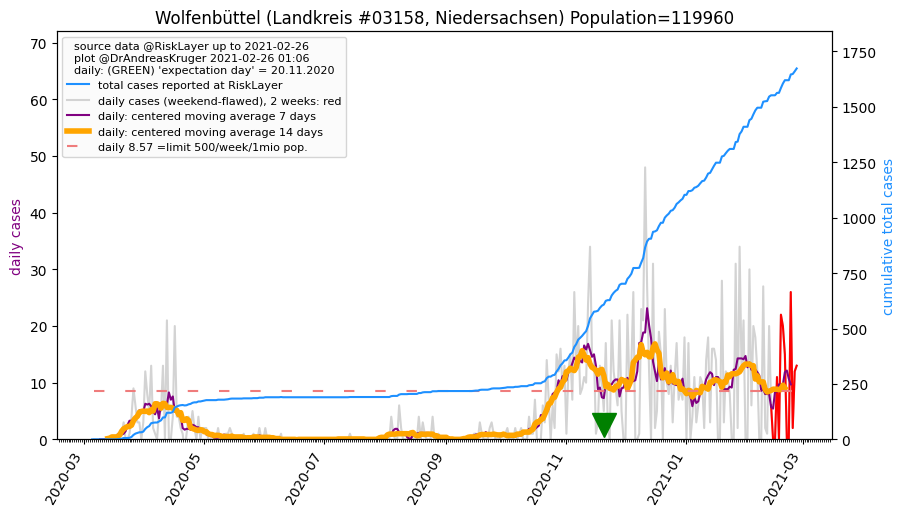 Wolfenbüttel (Landkreis #03158, Niedersachsen) Population=119960
source data @RiskLayer up to 2021-02-26
plot @DrAndreasKruger 2021-02-26 01:06
daily: (GREEN) 'expectation day' = 20.11.2020
total cases reported at RiskLayer
daily cases (weekend-flawed), 2 weeks: red
daily: centered moving average 7 days
daily: centered moving average 14 days
daily 8.57 =limit 500/week/1mio pop.
daily cases
70
60
50
40
30
20
10
0
cumulative total cases
1750
1500
1250
1000
750
500
250
0
2020-03
2020-05
2020-07
2020-09
2020-11
2021-01
2021-03